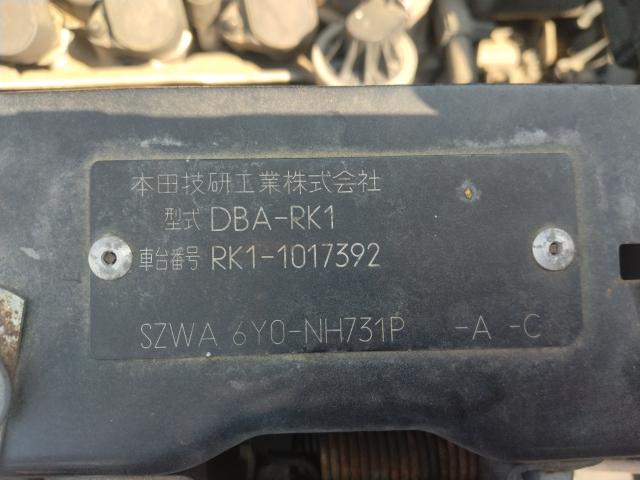 本田技研工業株式会社
型式 DBA-RK1
車台番号 RK1-1017392
SZWA 6Y0-NH731P -A -C